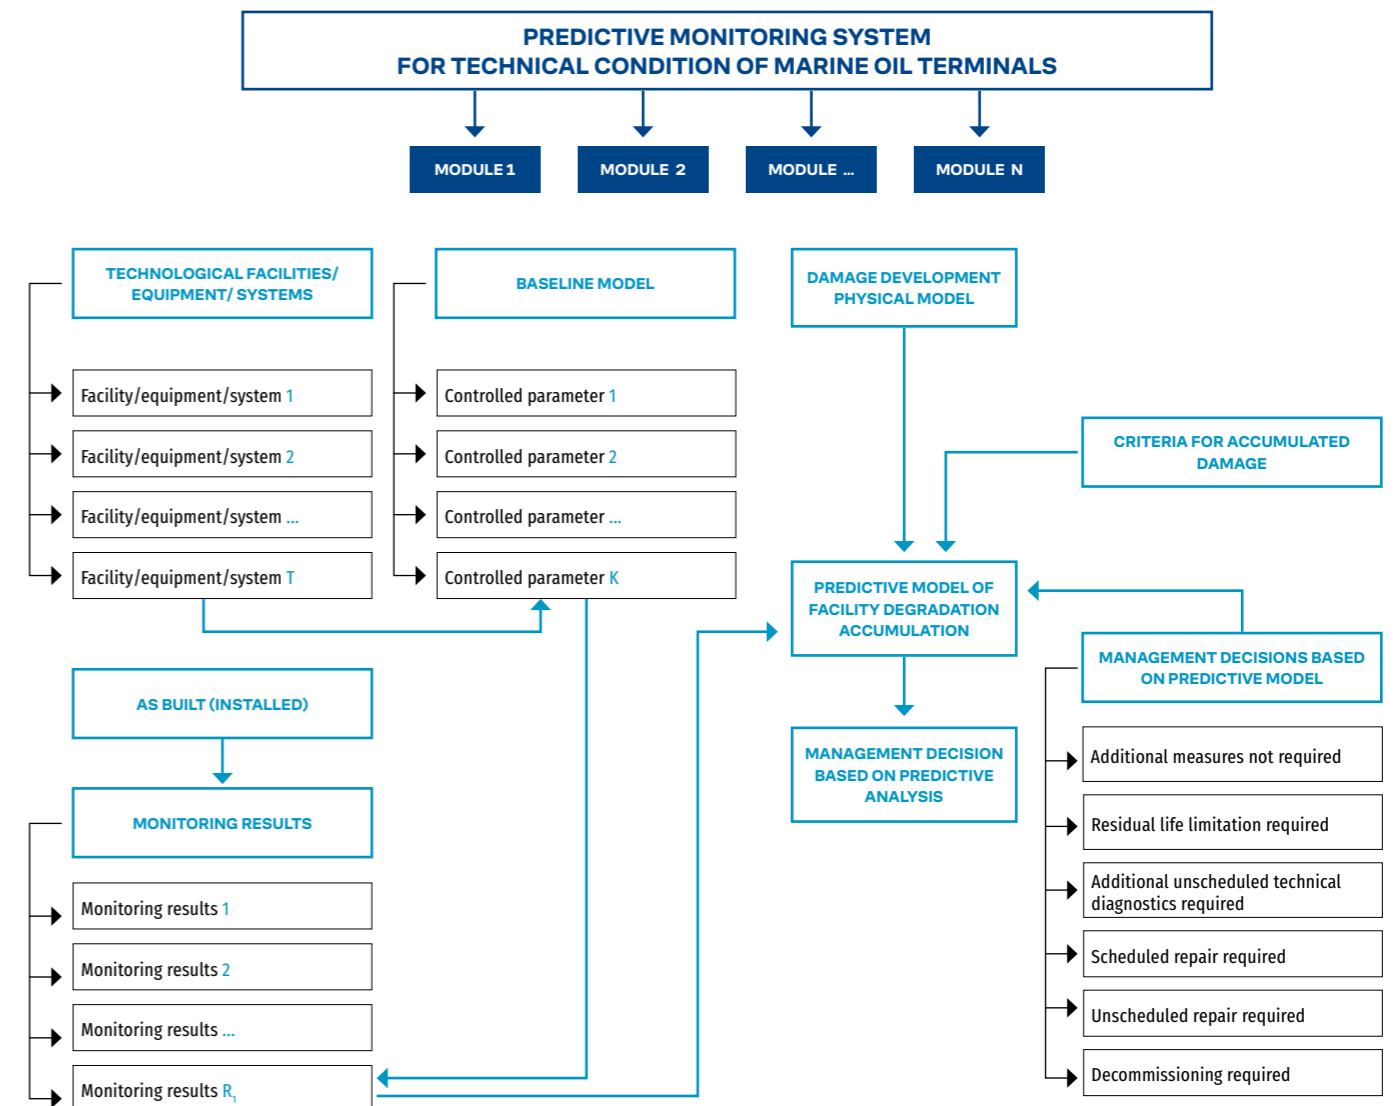 PREDICTIVE MONITORING SYSTEM
FOR TECHNICAL CONDITION OF MARINE OIL TERMINALS
MODULE 1
MODULE 2
MODULE ...
MODULE N
TECHNOLOGICAL FACILITIES/
EQUIPMENT/ SYSTEMS
Facility/equipment/system 1
Facility/equipment/system 2
Facility/equipment/system ...
Facility/equipment/system T
BASELINE MODEL
Controlled parameter 1
Controlled parameter 2
Controlled parameter ...
Controlled parameter K
AS BUILT (INSTALLED)
MONITORING RESULTS
Monitoring results 1
Monitoring results 2
Monitoring results ...
Monitoring results R₁
DAMAGE DEVELOPMENT
PHYSICAL MODEL
CRITERIA FOR ACCUMULATED
DAMAGE
PREDICTIVE MODEL OF
FACILITY DEGRADATION
ACCUMULATION
MANAGEMENT DECISION
BASED ON PREDICTIVE
ANALYSIS
MANAGEMENT DECISIONS BASED
ON PREDICTIVE MODEL
Additional measures not required
Residual life limitation required
Additional unscheduled technical
diagnostics required
Scheduled repair required
Unscheduled repair required
Decommissioning required